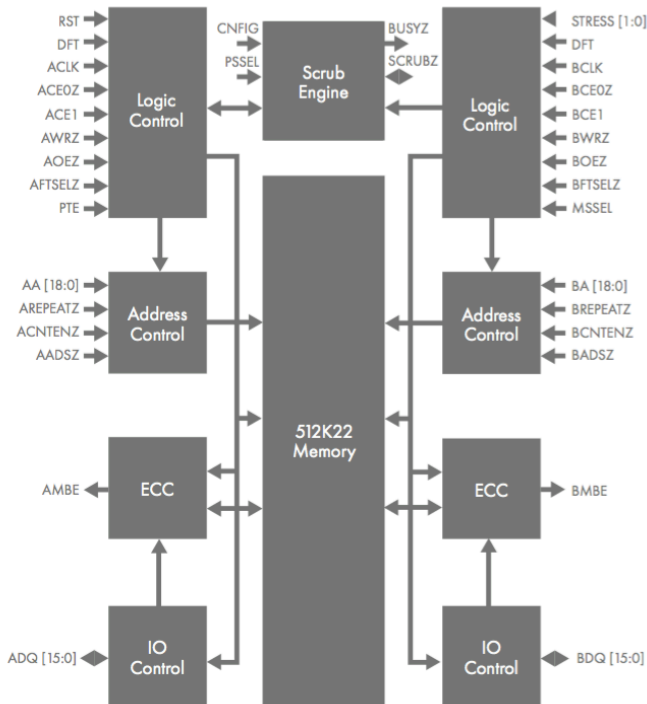 RST
DFT
ACLK
ACE0Z
ACE1
AWRZ
AOEZ
AFTSELZ
PTE
Logic
Control
CNFIG
PSSEL
Scrub
Engine
BUSYZ
SCRUBZ
Logic
Control
STRESS [1:0]
DFT
BCLK
BCE0Z
BCE1
BWRZ
BOEZ
BFTSELZ
MSSEL
AA [18:0]
AREPEATZ
ACNTENZ
AADSZ
Address
Control
512K22
Memory
Address
Control
BA [18:0]
BREPEATZ
BCNTENZ
BADSZ
AMBE
ECC
ECC
BMBE
ADQ [15:0]
IO
Control
IO
Control
BDQ [15:0]